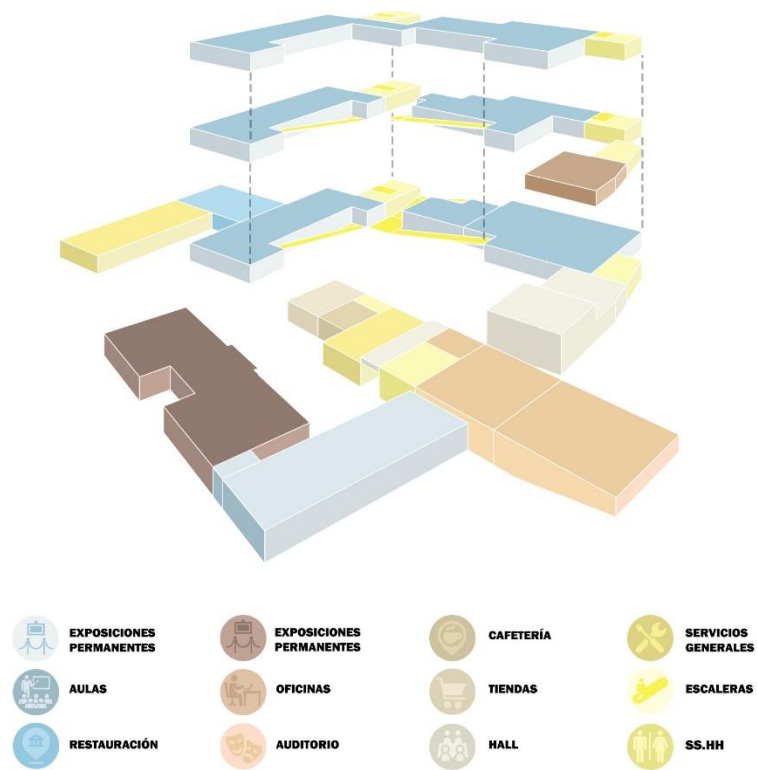 EXPOSICIONES
PERMANENTES
EXPOSICIONES
PERMANENTES
CAFETERÍA
SERVICIOS
GENERALES
AULAS
OFICINAS
TIENDAS
ESCALERAS
RESTAURACIÓN
AUDITORIO
HALL
SS.HH